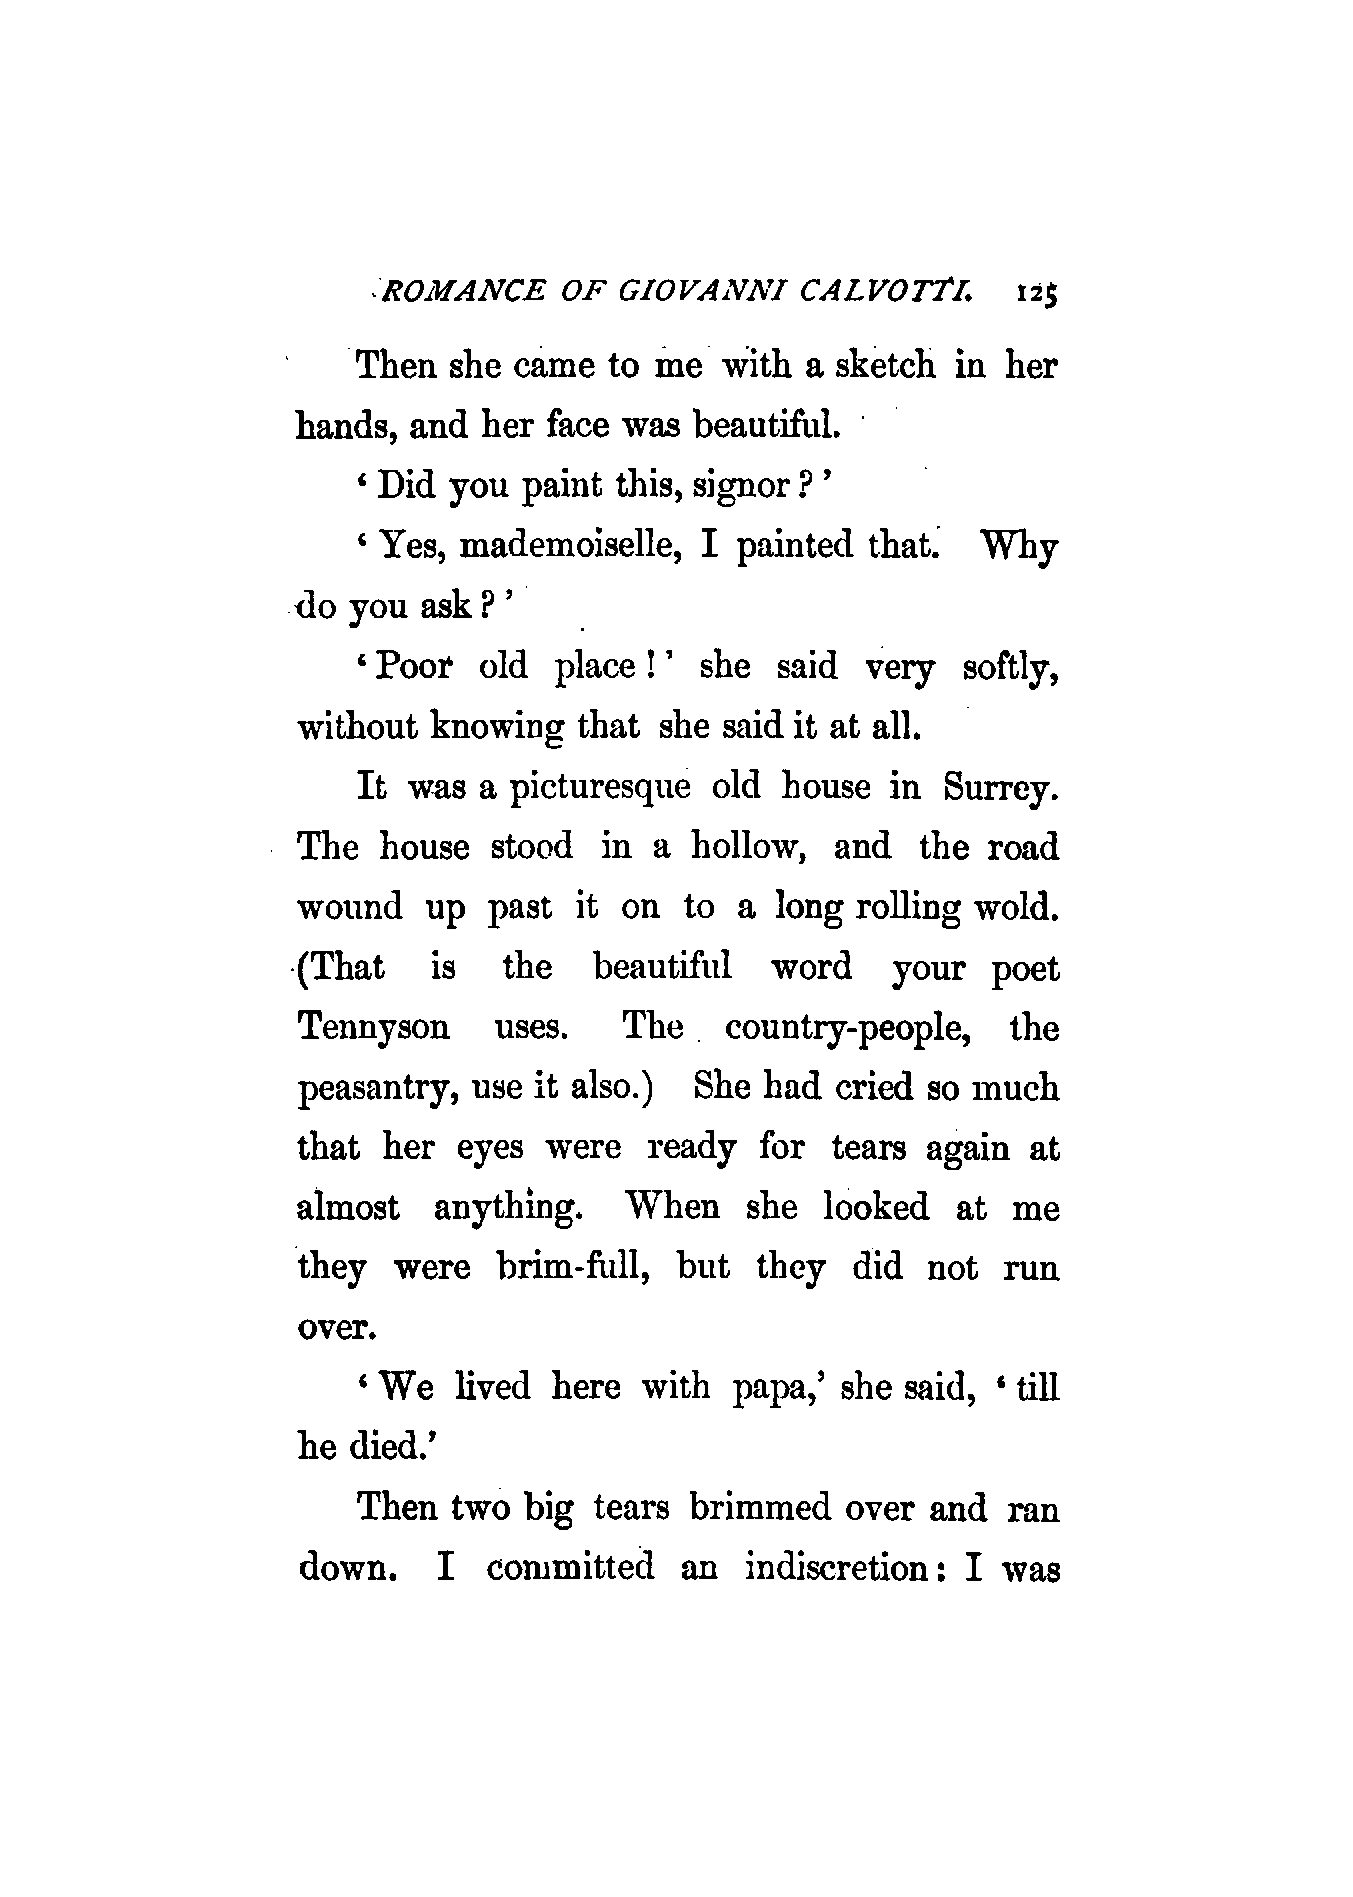 ROMANCE OF GIOVANNI CALVOTTI. 125
Then she came to me with a sketch in her
hands, and her face was beautiful.
‘ Did you paint this, signor ? ’
‘ Yes, mademoiselle, I painted that. Why
do you ask ? ’
‘ Poor old place ! ’ she said very softly,
without knowing that she said it at all.
It was a picturesque old house in Surrey.
The house stood in a hollow, and the road
wound up past it on to a long rolling wold.
(That is the beautiful word your poet
Tennyson uses. The country-people, the
peasantry, use it also.) She had cried so much
that her eyes were ready for tears again at
almost anything. When she looked at me
they were brim-full, but they did not run
over.
‘ We lived here with papa,’ she said, ‘ till
he died.’
Then two big tears brimmed over and ran
down. I committed an indiscretion : I was